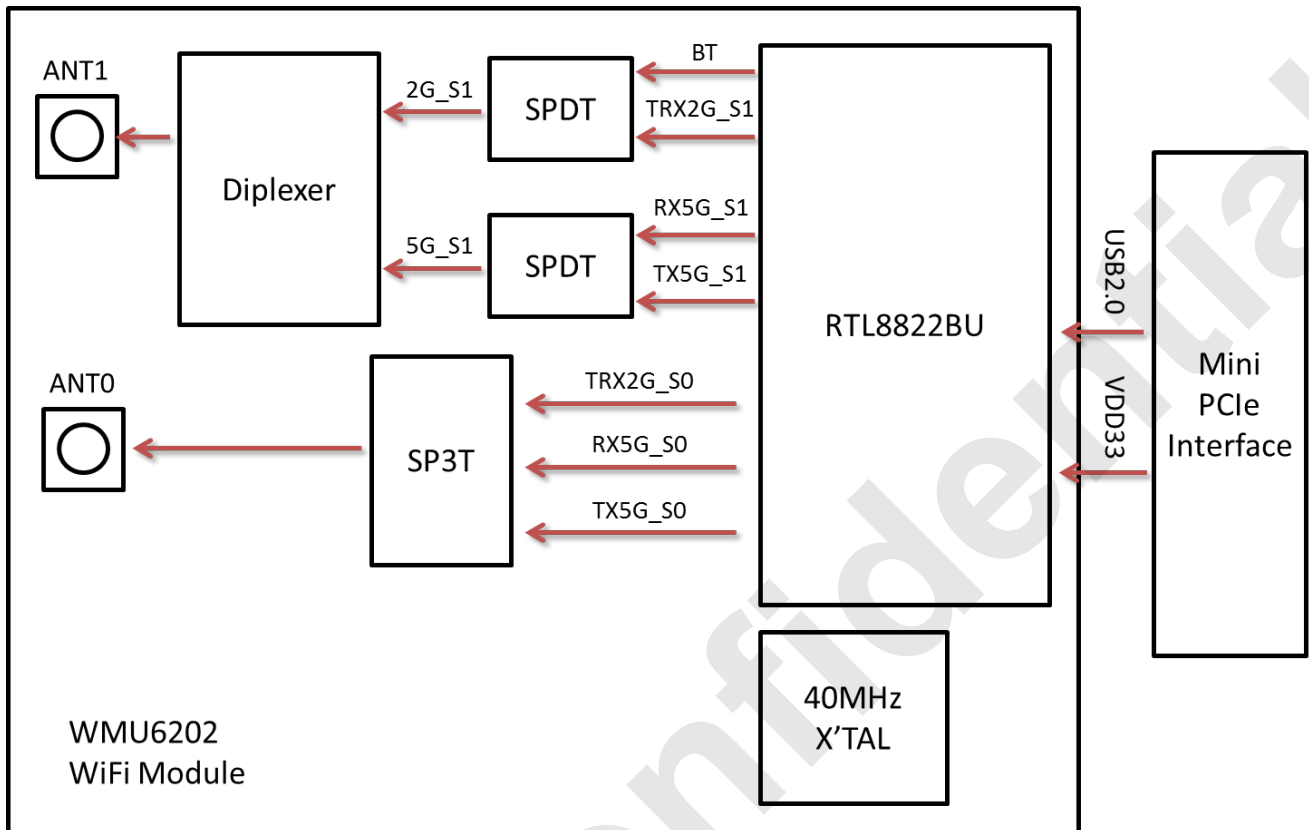 ANT1
Diplexer
2G_S1
5G_S1
SPDT
SPDT
BT
TRX2G_S1
RX5G_S1
TX5G_S1
RTL8822BU
USB2.0
VDD33
Mini
PCIe
Interface
ANT0
SP3T
TRX2G_S0
RX5G_S0
TX5G_S0
40MHz
X’TAL
WMU6202
WiFi Module
nfidential